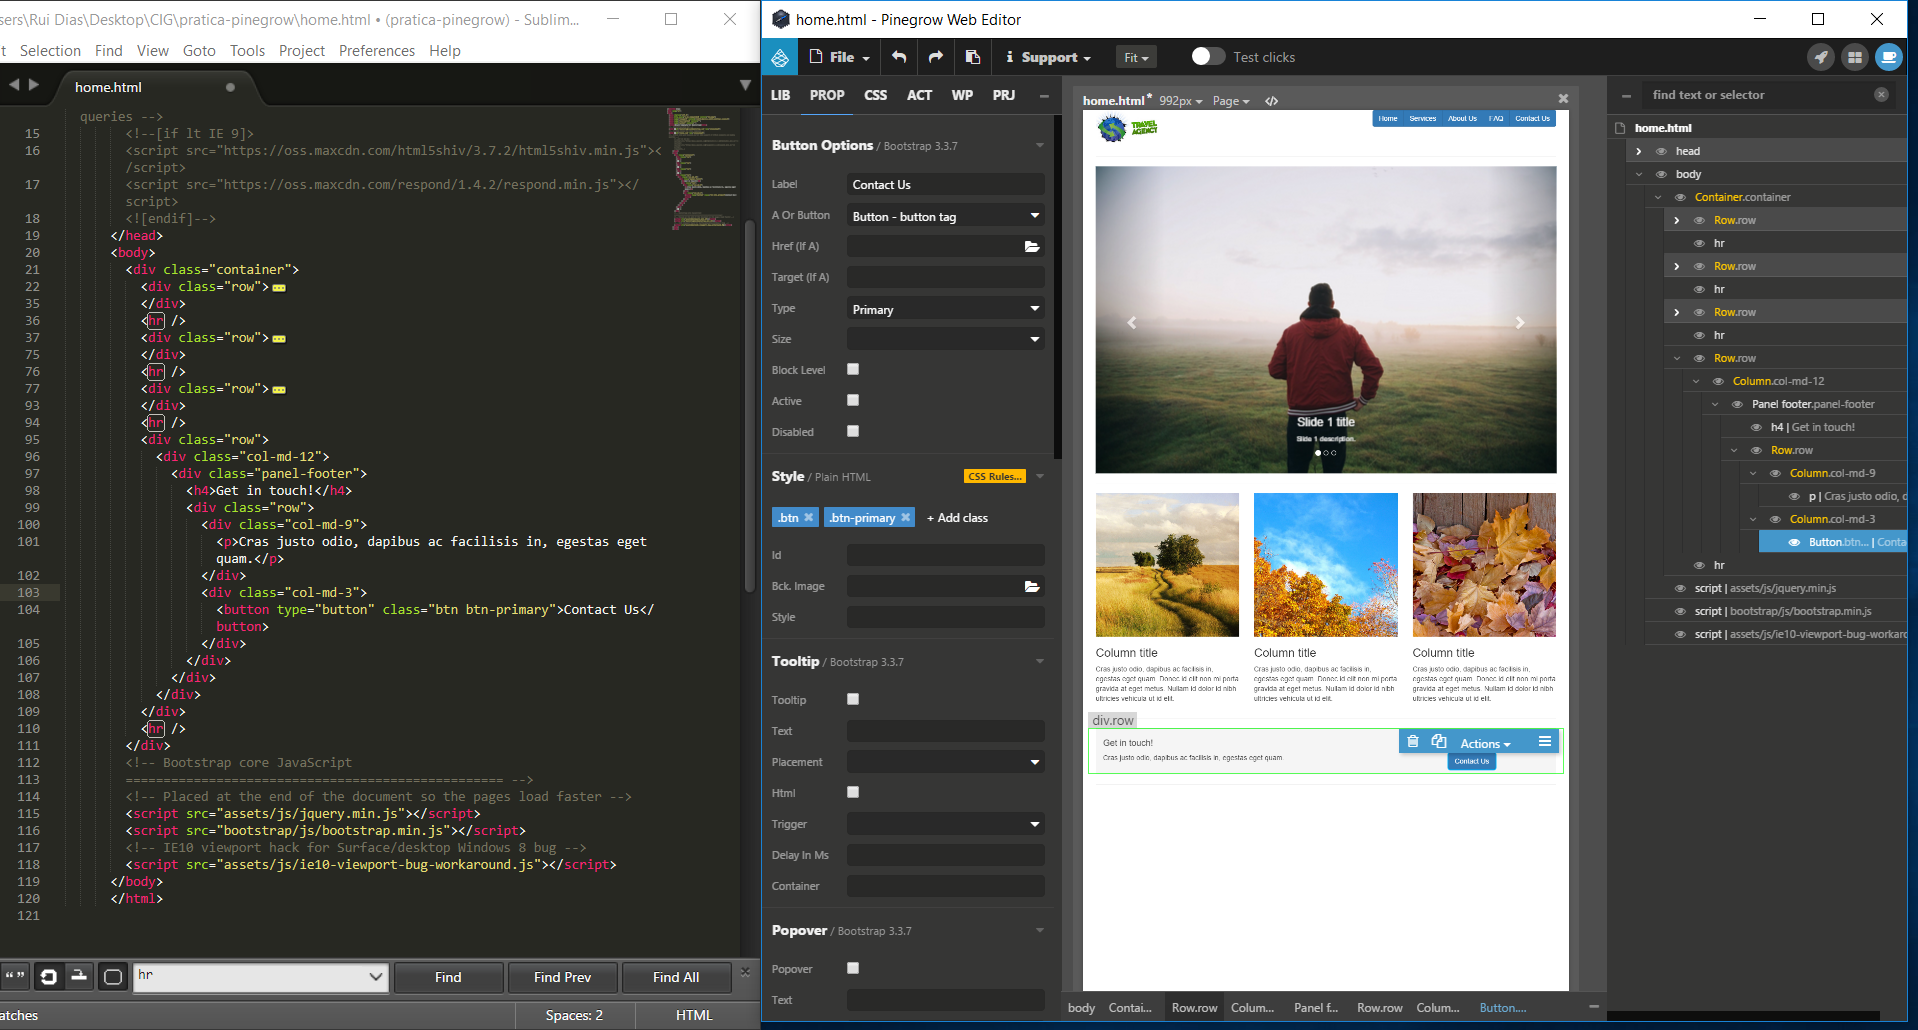 sers\Rui Dias\Desktop\CIG\pratica-pinegrow\home.html • (pratica-pinegrow) - Sublim...
t Selection Find View Goto Tools Project Preferences Help
home.html
queries -->
15 <!--[if lt IE 9]>
16 <script src="https://oss.maxcdn.com/html5shiv/3.7.2/html5shiv.min.js"><
/script>
17 <script src="https://oss.maxcdn.com/respond/1.4.2/respond.min.js"></
script>
18 <![endif]-->
19 </head>
20 <body>
21 <div class="container">
22 <div class="row">
35 </div>
36 <hr />
37 <div class="row">
75 </div>
76 <hr />
77 <div class="row">
93 </div>
94 <hr />
95 <div class="row">
96 <div class="col-md-12">
97 <div class="panel-footer">
98 <h4>Get in touch!</h4>
99 <div class="row">
100 <div class="col-md-9">
101 <p>Cras justo odio, dapibus ac facilisis in, egestas eget
quam.</p>
102 </div>
103 <div class="col-md-3">
104 <button type="button" class="btn btn-primary">Contact Us</
button>
105 </div>
106 </div>
107 </div>
108 </div>
109 </div>
110 <hr />
111 </div>
112 <!-- Bootstrap core JavaScript
113 ================================================== -->
114 <!-- Placed at the end of the document so the pages load faster -->
115 <script src="assets/js/jquery.min.js"></script>
116 <script src="bootstrap/js/bootstrap.min.js"></script>
117 <!-- IE10 viewport hack for Surface/desktop Windows 8 bug -->
118 <script src="assets/js/ie10-viewport-bug-workaround.js"></script>
119 </body>
120 </html>
121
“ ” hr Find Find Prev Find All
atches Spaces: 2 HTML
home.html - Pinegrow Web Editor
File Support Fit Test clicks
LIB PROP CSS ACT WP PRJ
Button Options / Bootstrap 3.3.7
Label Contact Us
A Or Button Button - button tag
Href (If A)
Target (If A)
Type Primary
Size
Block Level
Active
Disabled
Style / Plain HTML CSS Rules...
.btn .btn-primary + Add class
Id
Bck. Image
Style
Tooltip / Bootstrap 3.3.7
Tooltip
Text
Placement
Html
Trigger
Delay In Ms
Container
Popover / Bootstrap 3.3.7
Popover
Text
home.html * 992px Page </>
TRAVEL
AGENCY
Home Services About Us FAQ Contact Us
Slide 1 title
Slide 1 description.
Column title
Cras justo odio, dapibus ac facilisis in,
egestas eget quam. Donec id elit non mi porta
gravida at eget metus. Nullam id dolor id nibh
ultricies vehicula ut id elit.
Column title
Cras justo odio, dapibus ac facilisis in,
egestas eget quam. Donec id elit non mi porta
gravida at eget metus. Nullam id dolor id nibh
ultricies vehicula ut id elit.
Column title
Cras justo odio, dapibus ac facilisis in,
egestas eget quam. Donec id elit non mi porta
gravida at eget metus. Nullam id dolor id nibh
ultricies vehicula ut id elit.
div.row
Get in touch!
Cras justo odio, dapibus ac facilisis in, egestas eget quam.
Actions
Contact Us
body Contai... Row.row Colum... Panel f... Row.row Colum... Button....
find text or selector
home.html
head
body
Container.container
Row.row
hr
Row.row
hr
Row.row
hr
Row.row
Column.col-md-12
Panel footer.panel-footer
h4 | Get in touch!
Row.row
Column.col-md-9
p | Cras justo odio, d
Column.col-md-3
Button.btn... | Conta
hr
script | assets/js/jquery.min.js
script | bootstrap/js/bootstrap.min.js
script | assets/js/ie10-viewport-bug-workaro